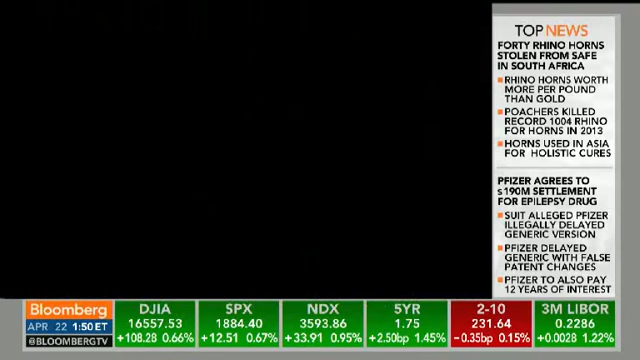 TOP NEWS
FORTY RHINO HORNS
STOLEN FROM SAFE
IN SOUTH AFRICA
RHINO HORNS WORTH
MORE PER POUND
THAN GOLD
POACHERS KILLED
RECORD 1004 RHINO
FOR HORNS IN 2013
HORNS USED IN ASIA
FOR HOLISTIC CURES
PFIZER AGREES TO
$190M SETTLEMENT
FOR EPILEPSY DRUG
SUIT ALLEGED PFIZER
ILLEGALLY DELAYED
GENERIC VERSION
PFIZER DELAYED
GENERIC WITH FALSE
PATENT CHANGES
PFIZER TO ALSO PAY
12 YEARS OF INTEREST
Bloomberg DJIA SPX NDX 5YR 2-10 3M LIBOR
APR 22 1:50 ET 16557.53 1884.40 3593.86 1.75 231.64 0.2286
@BLOOMBERGTV +108.28 0.66% +12.51 0.67% +33.91 0.95% +2.50bp 1.45% -0.35bp 0.15% +0.0028 1.22%